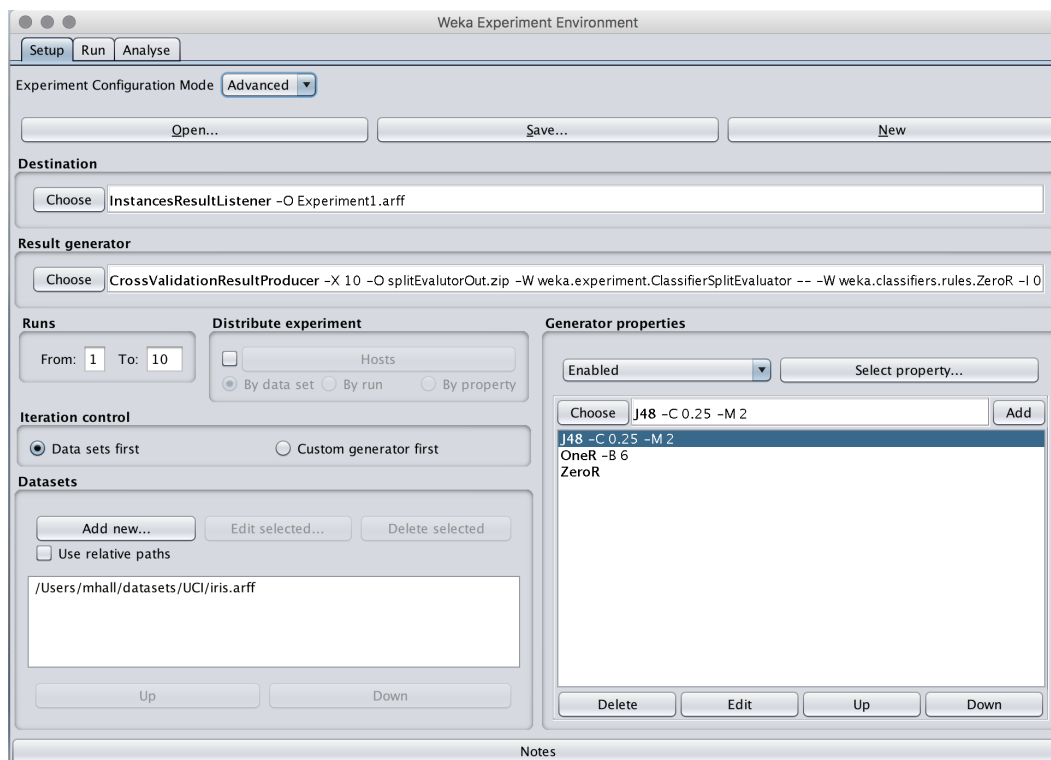 Weka Experiment Environment
Setup Run Analyse
Experiment Configuration Mode Advanced
Open... Save... New
Destination
Choose InstancesResultListener -O Experiment1.arff
Result generator
Choose CrossValidationResultProducer -X 10 -O splitEvalutorOut.zip -W weka.experiment.ClassifierSplitEvaluator -- -W weka.classifiers.rules.ZeroR -I 0
Runs
From: 1 To: 10
Distribute experiment
Hosts
By data set By run By property
Generator properties
Enabled Select property...
Choose J48 -C 0.25 -M 2 Add
J48 -C 0.25 -M 2
OneR -B 6
ZeroR
Delete Edit Up Down
Iteration control
Data sets first Custom generator first
Datasets
Add new... Edit selected... Delete selected
Use relative paths
/Users/mhall/datasets/UCI/iris.arff
Up Down
Notes